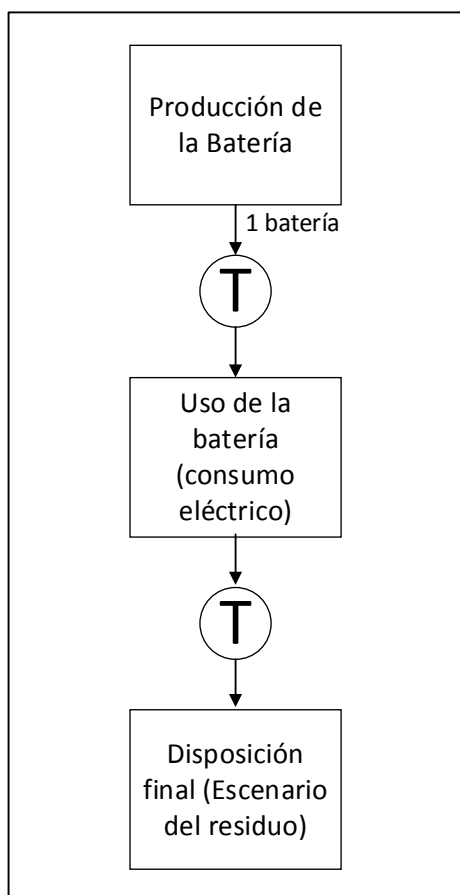 Producción de
la Batería
1 batería
T
Uso de la
batería
(consumo
eléctrico)
T
Disposición
final (Escenario
del residuo)